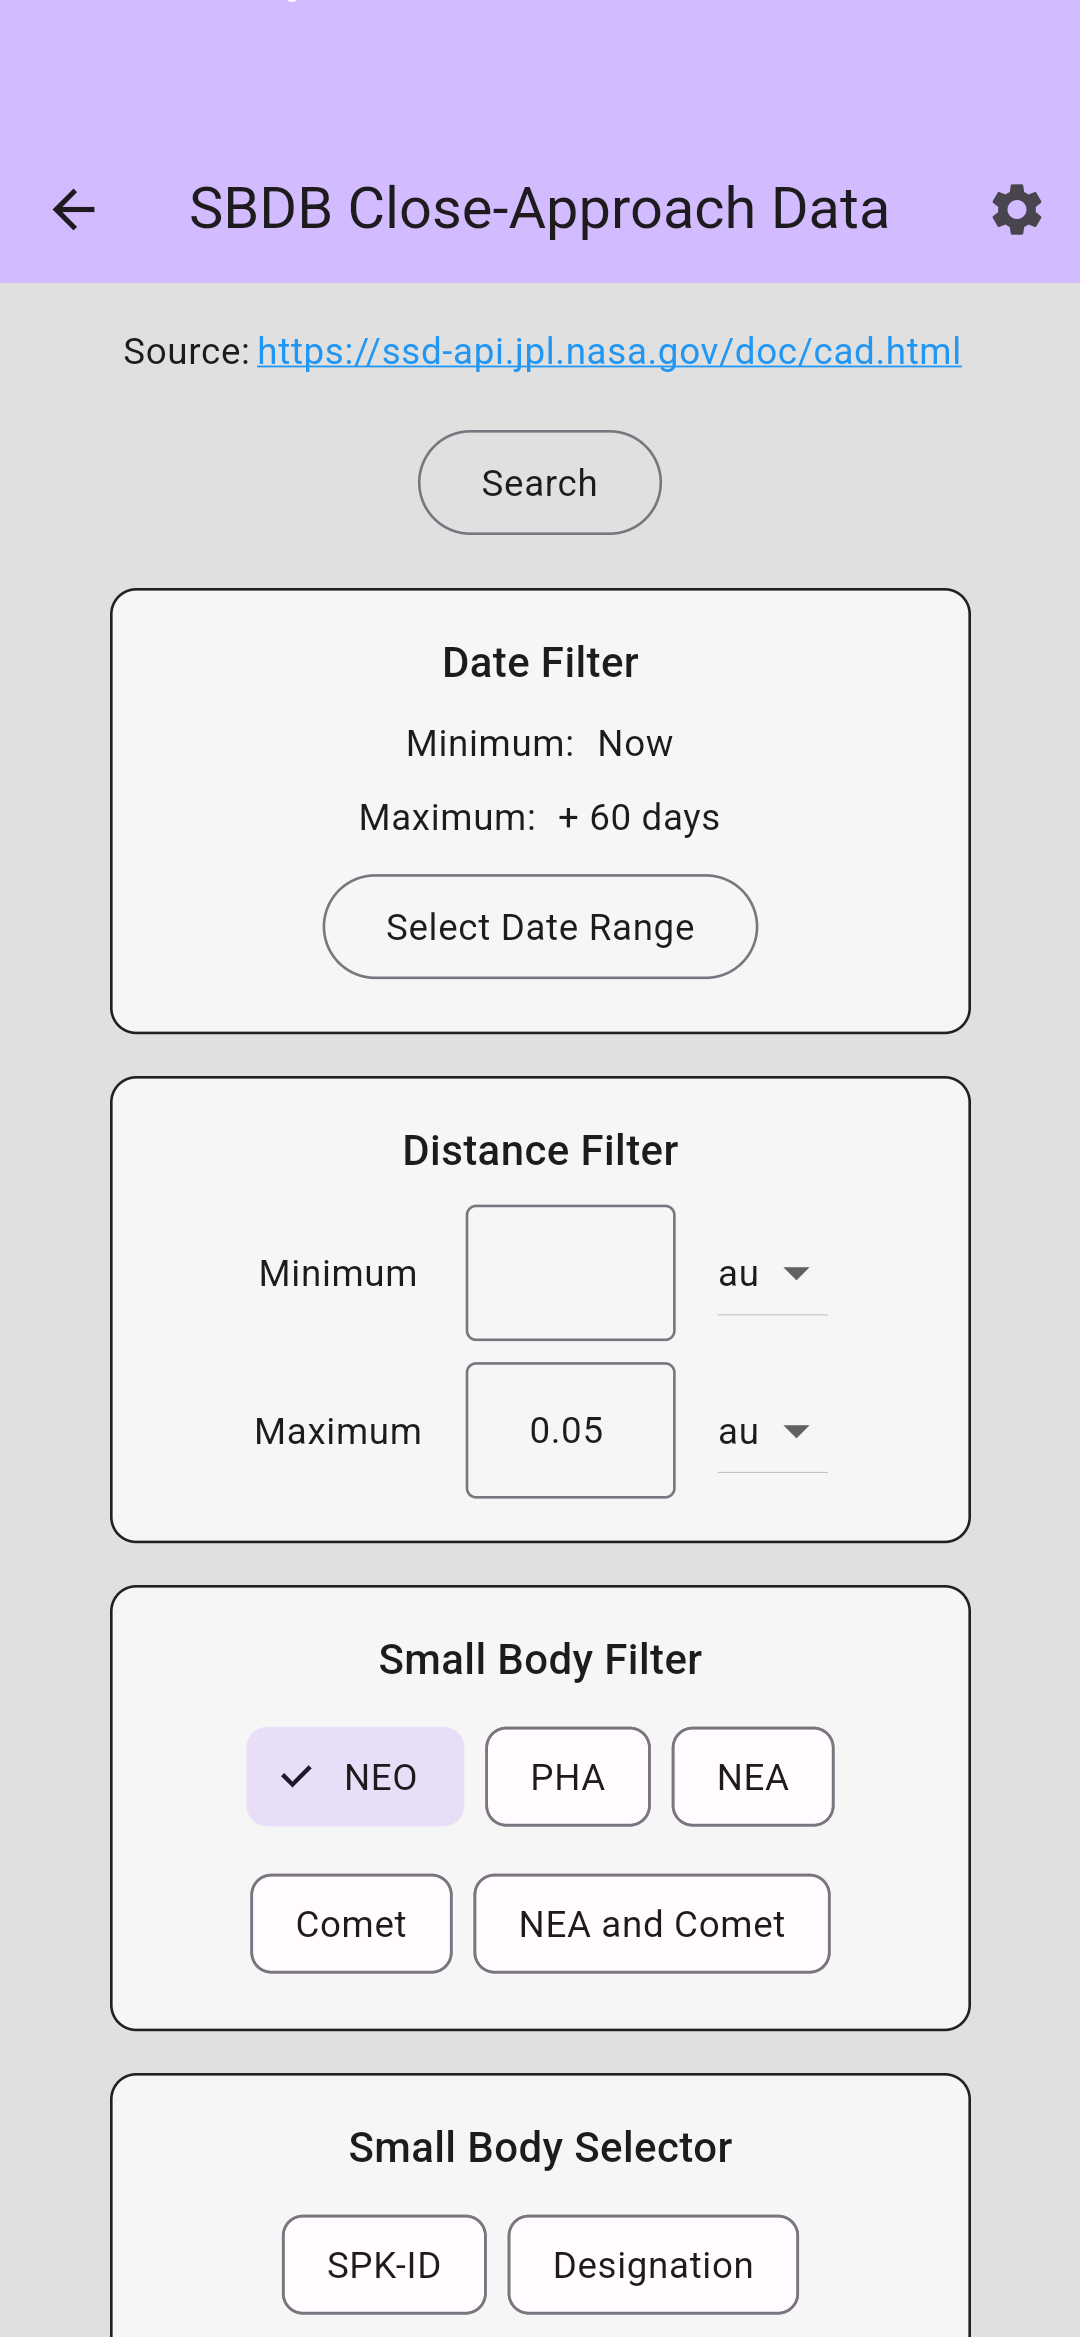 SBDB Close-Approach Data
Source: https://ssd-api.jpl.nasa.gov/doc/cad.html
Search
Date Filter
Minimum: Now
Maximum: + 60 days
Select Date Range
Distance Filter
Minimum au
Maximum 0.05 au
Small Body Filter
NEO PHA NEA
Comet NEA and Comet
Small Body Selector
SPK-ID Designation